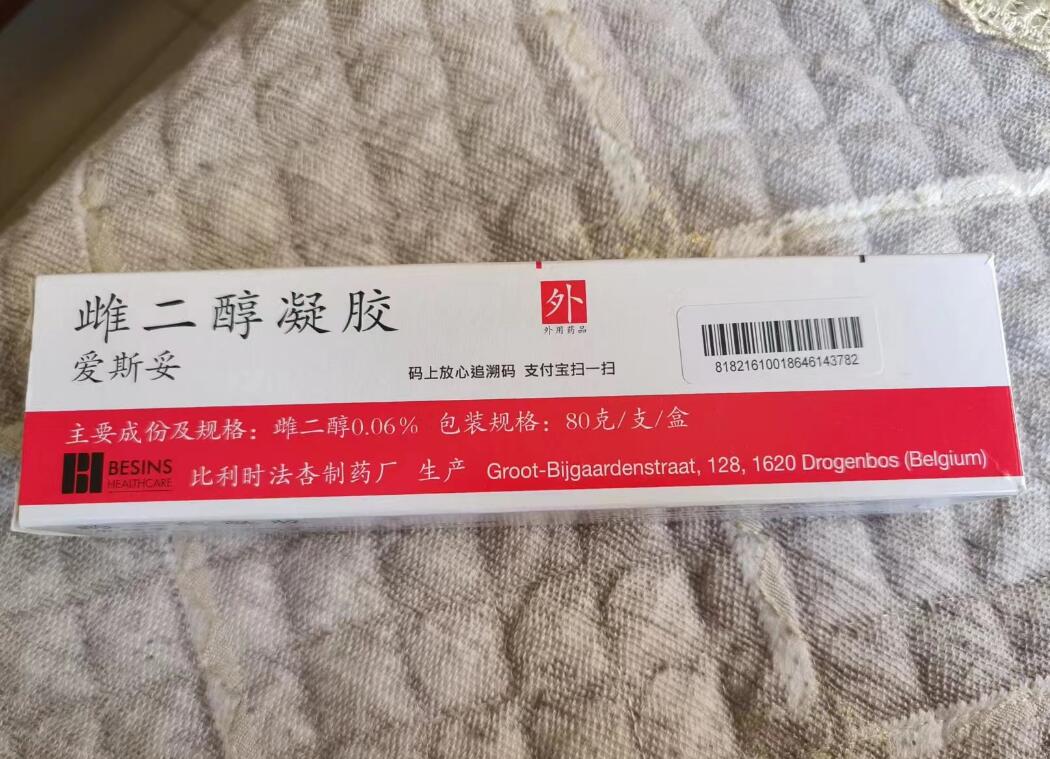 雌二醇凝胶
爱斯妥
外
外用药品
码上放心追溯码 支付宝扫一扫
81821610018646143782
主要成份及规格：雌二醇0.06% 包装规格：80克/支/盒
BESINS
HEALTHCARE
比利时法杏制药厂 生产 Groot-Bijgaardenstraat, 128, 1620 Drogenbos (Belgium)